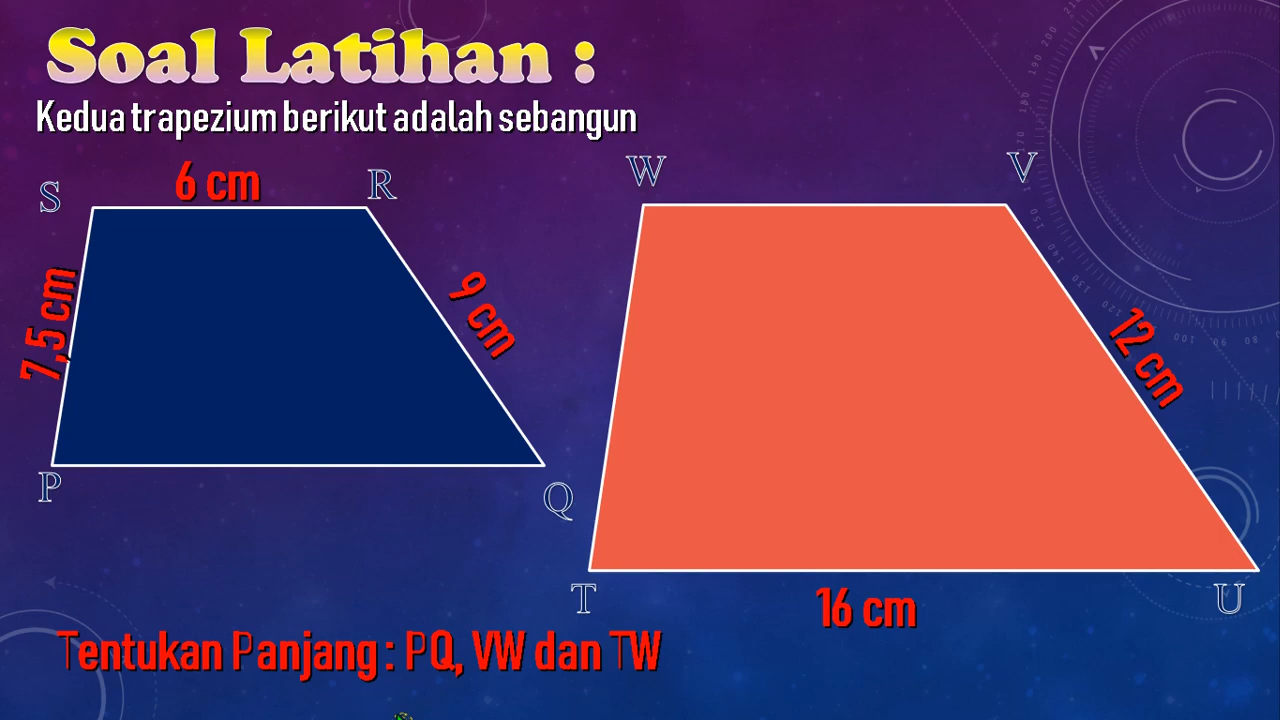 Soal Latihan :
Kedua trapezium berikut adalah sebangun
S
6 cm
R
W
V
7,5 cm
9 cm
12 cm
P
Q
T
16 cm
U
Tentukan Panjang : PQ, VW dan TW